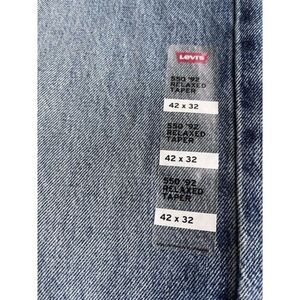 LEVI'S
550 '92
RELAXED
TAPER
42 x 32
550 '92
RELAXED
TAPER
42 x 32
550 '92
RELAXED
TAPER
42 x 32